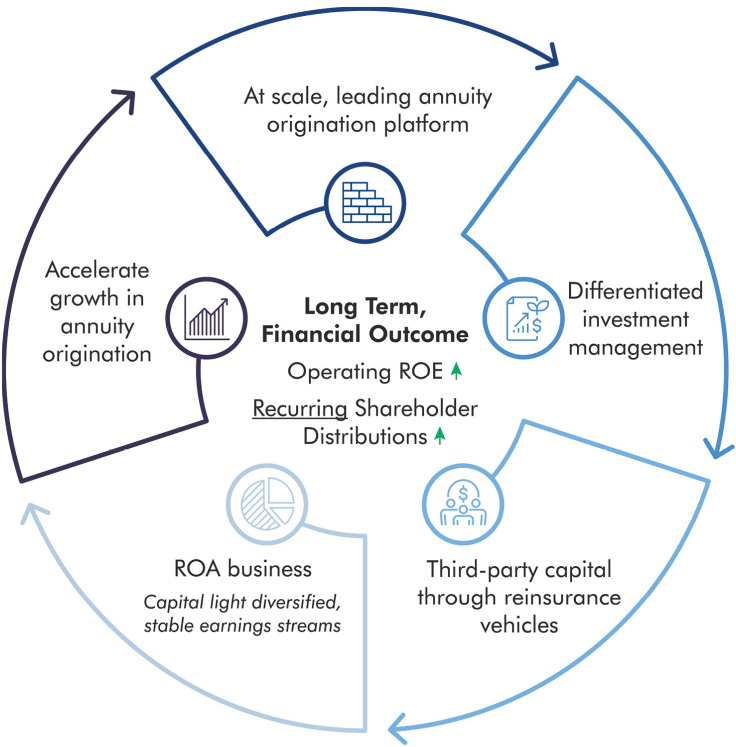 At scale, leading annuity
origination platform
Differentiated
investment
management
Third-party capital
through reinsurance
vehicles
ROA business
Capital light diversified,
stable earnings streams
Accelerate
growth in
annuity
origination
Long Term,
Financial Outcome
Operating ROE
Recurring Shareholder
Distributions
$
$